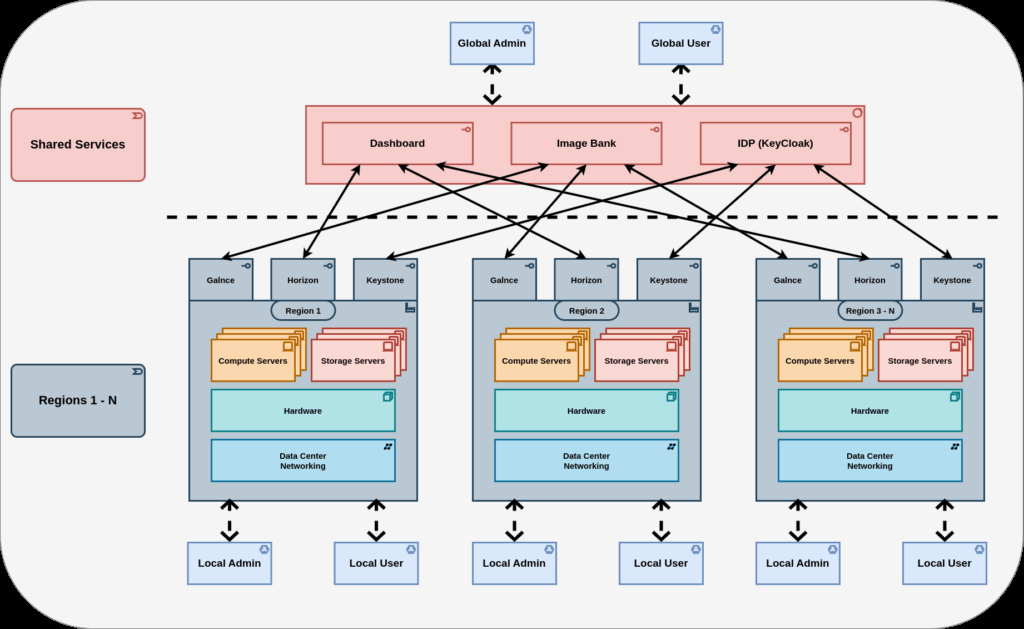 Global Admin
Global User
Shared Services
Dashboard
Image Bank
IDP (KeyCloak)
Galnce
Horizon
Keystone
Galnce
Horizon
Keystone
Galnce
Horizon
Keystone
Region 1
Region 2
Region 3 - N
Compute Servers
Storage Servers
Compute Servers
Storage Servers
Compute Servers
Storage Servers
Regions 1 - N
Hardware
Hardware
Hardware
Data Center
Networking
Data Center
Networking
Data Center
Networking
Local Admin
Local User
Local Admin
Local User
Local Admin
Local User